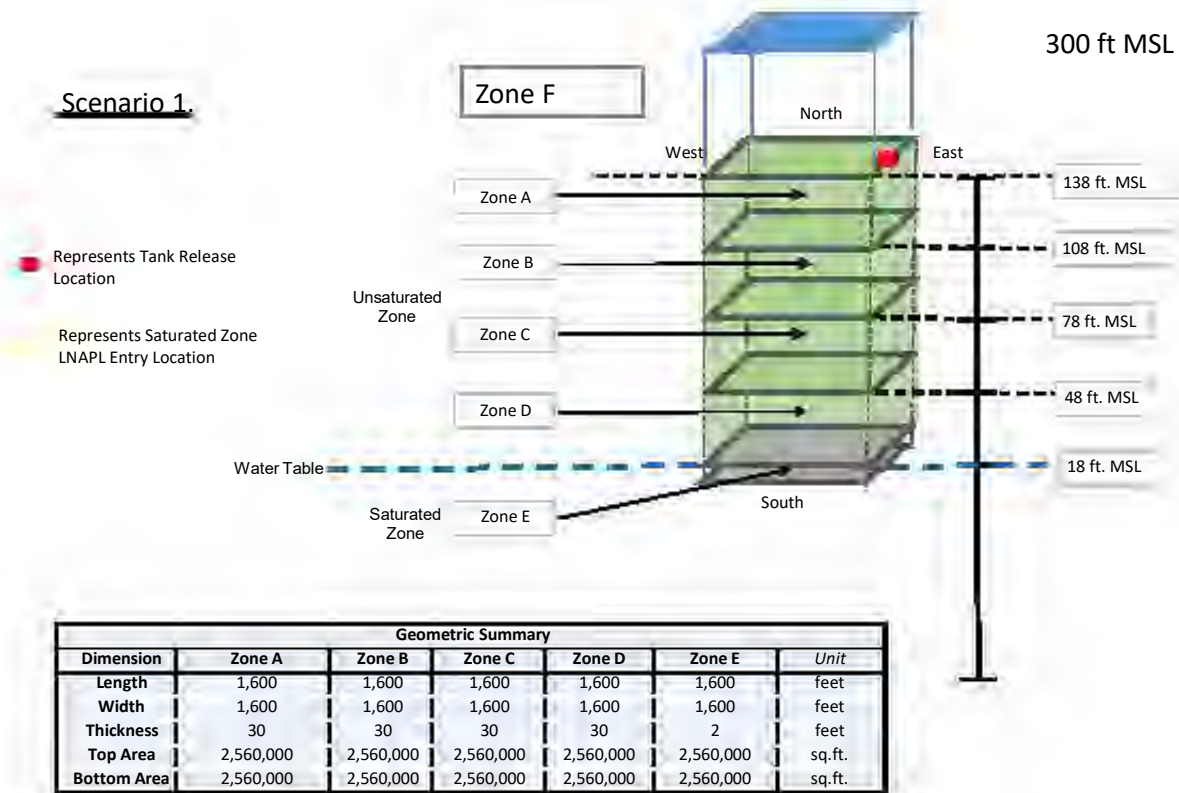 300 ft MSL
Scenario 1.
Zone F
North
West
East
Zone A
138 ft. MSL
Zone B
108 ft. MSL
Represents Tank Release
Location
Unsaturated
Zone
Zone C
78 ft. MSL
Represents Saturated Zone
LNAPL Entry Location
Zone D
48 ft. MSL
Water Table
18 ft. MSL
South
Saturated
Zone
Zone E
Geometric Summary
Dimension Zone A Zone B Zone C Zone D Zone E Unit
Length 1,600 1,600 1,600 1,600 1,600 feet
Width 1,600 1,600 1,600 1,600 1,600 feet
Thickness 30 30 30 30 2 feet
Top Area 2,560,000 2,560,000 2,560,000 2,560,000 2,560,000 sq.ft.
Bottom Area 2,560,000 2,560,000 2,560,000 2,560,000 2,560,000 sq.ft.